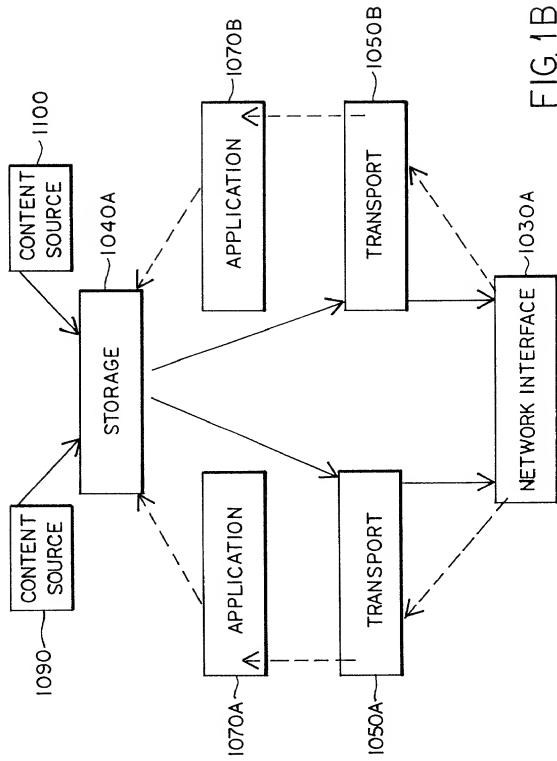 1090
CONTENT
SOURCE
CONTENT
SOURCE
1100
STORAGE
1040A
1070A
APPLICATION
APPLICATION
1070B
1050A
TRANSPORT
TRANSPORT
1050B
NETWORK INTERFACE
1030A
FIG. 1B